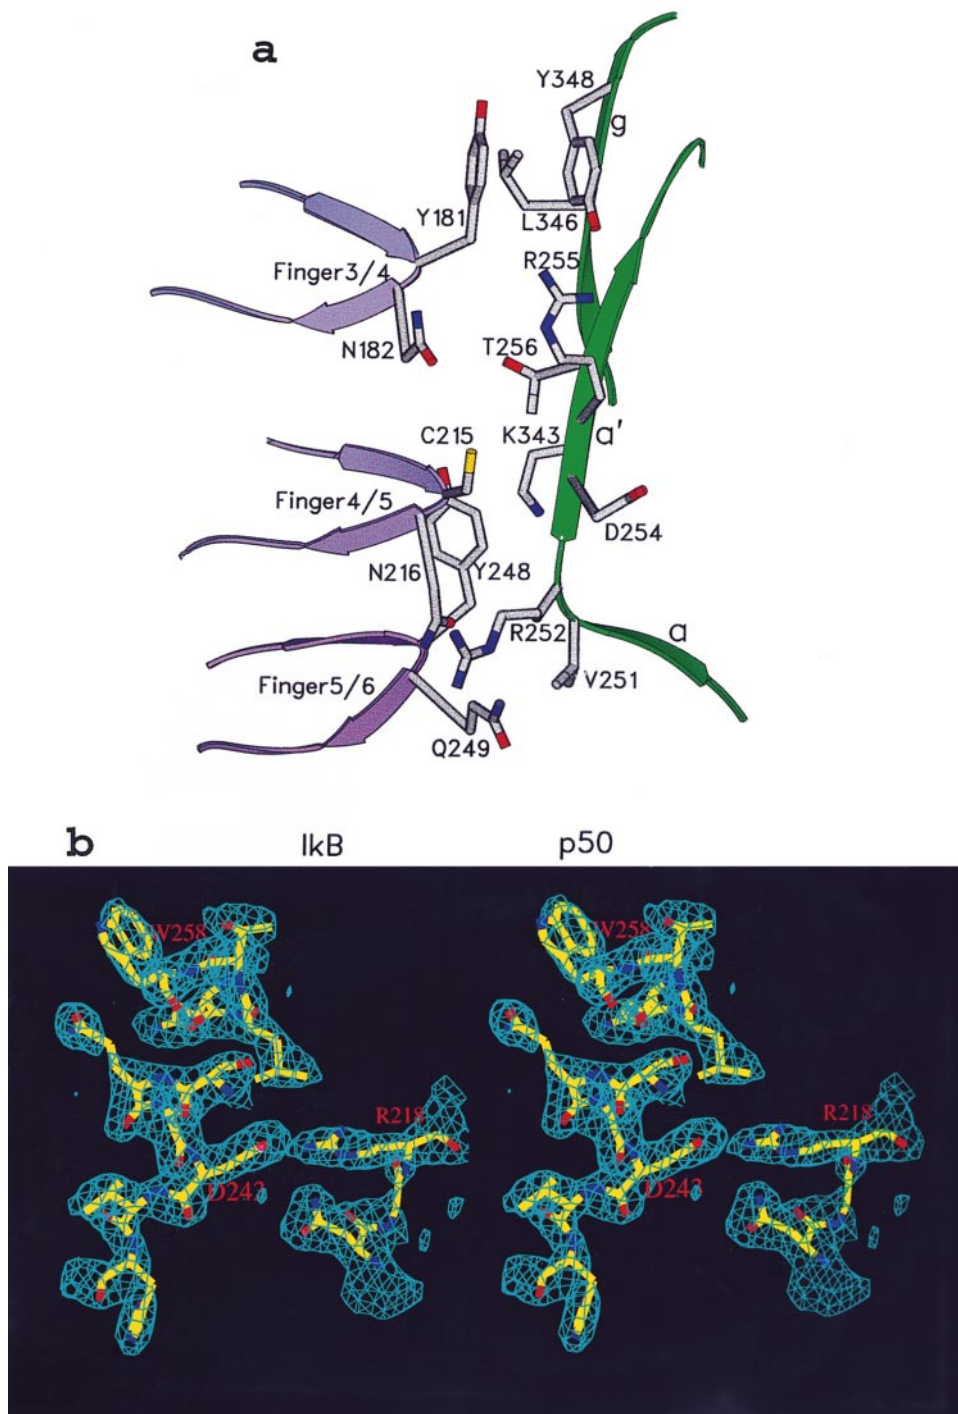 a
Y348
g
Y181
L346
Finger3/4
R255
N182
T256
C215
K343
a'
Finger4/5
D254
N216
Y248
R252
a
Finger5/6
V251
Q249
b
IkB
p50
W258
W258
R218
R218
D243
D243